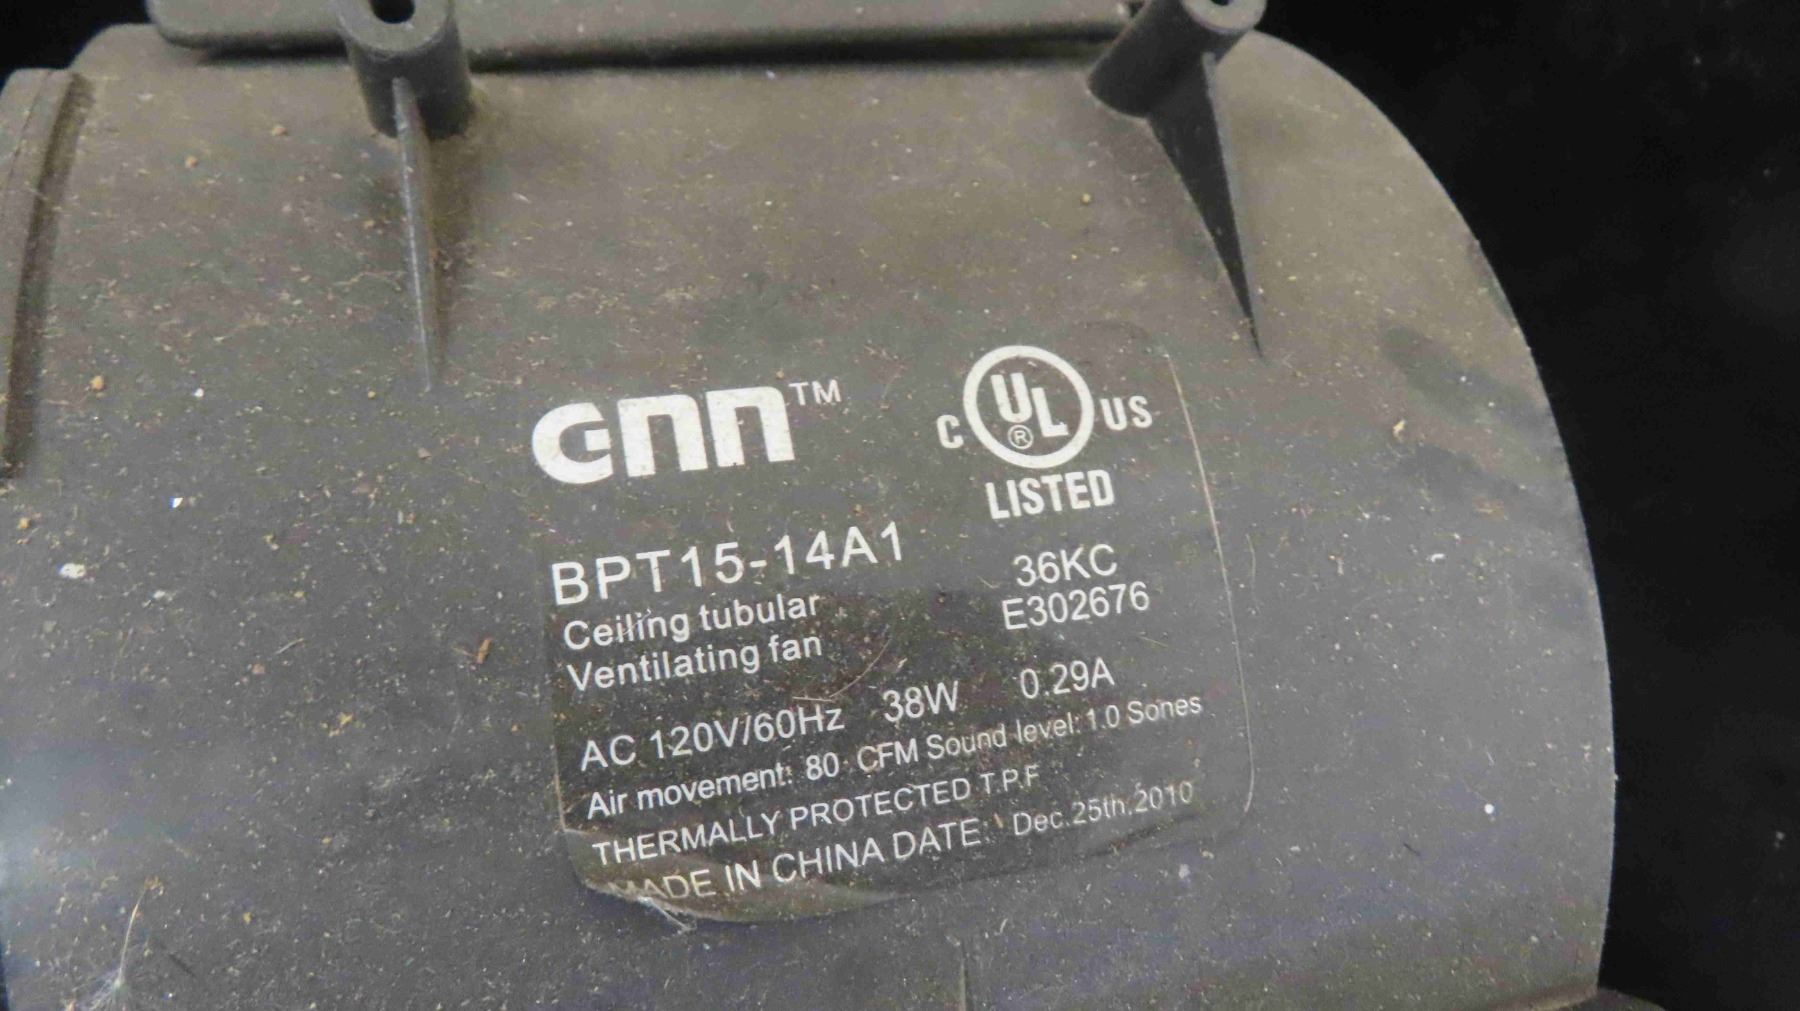 GNN™
C UL® US
LISTED
BPT15-14A1
36KC
Ceiling tubular
E302676
Ventilating fan
AC 120V/60Hz 38W 0.29A
Air movement: 80 CFM Sound level: 1.0 Sones
THERMALLY PROTECTED T.P.F
MADE IN CHINA DATE: Dec.25th.2010